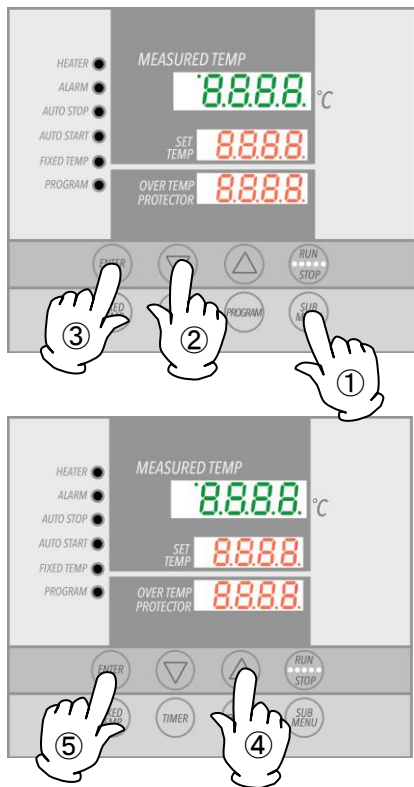 HEATER
ALARM
AUTO STOP
AUTO START
FIXED TEMP
PROGRAM
MEASURED TEMP
8.8.8.8.
°C
SET
TEMP
8.8.8.8.
OVER TEMP
PROTECTOR
8.8.8.8.
ENTER
RUN
STOP
PROGRAM
SUB
③
②
①
HEATER
ALARM
AUTO STOP
AUTO START
FIXED TEMP
PROGRAM
MEASURED TEMP
8.8.8.8.
°C
SET
TEMP
8.8.8.8.
OVER TEMP
PROTECTOR
8.8.8.8.
ENTER
RUN
STOP
TIMER
SUB
MENU
⑤
④